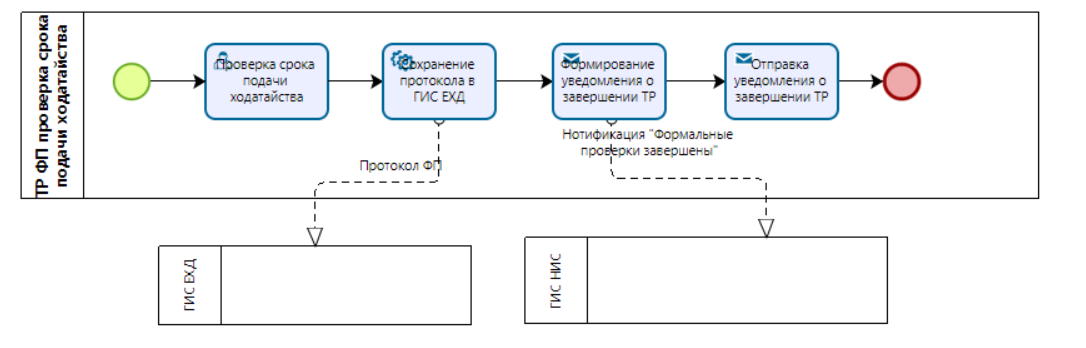 ТР ФП проверка срока
подачи ходатайства
Проверка срока
подачи
ходатайства
Сохранение
протокола в
ГИС ЕХД
Формирование
уведомления о
завершении ТР
Отправка
уведомления о
завершении ТР
Протокол ФП
Нотификация "Формальные
проверки завершены"
ГИС ЕХД
ГИС НИС